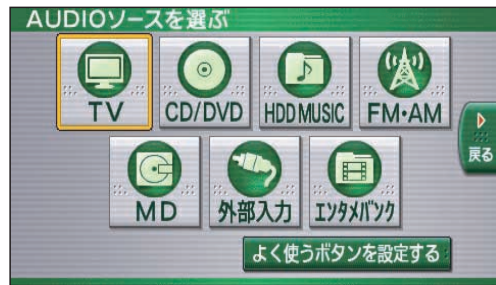 AUDIOソースを選ぶ
TV
CD/DVD
HDD MUSIC
FM・AM
戻る
MD
外部入力
エンタメバンク
よく使うボタンを設定する